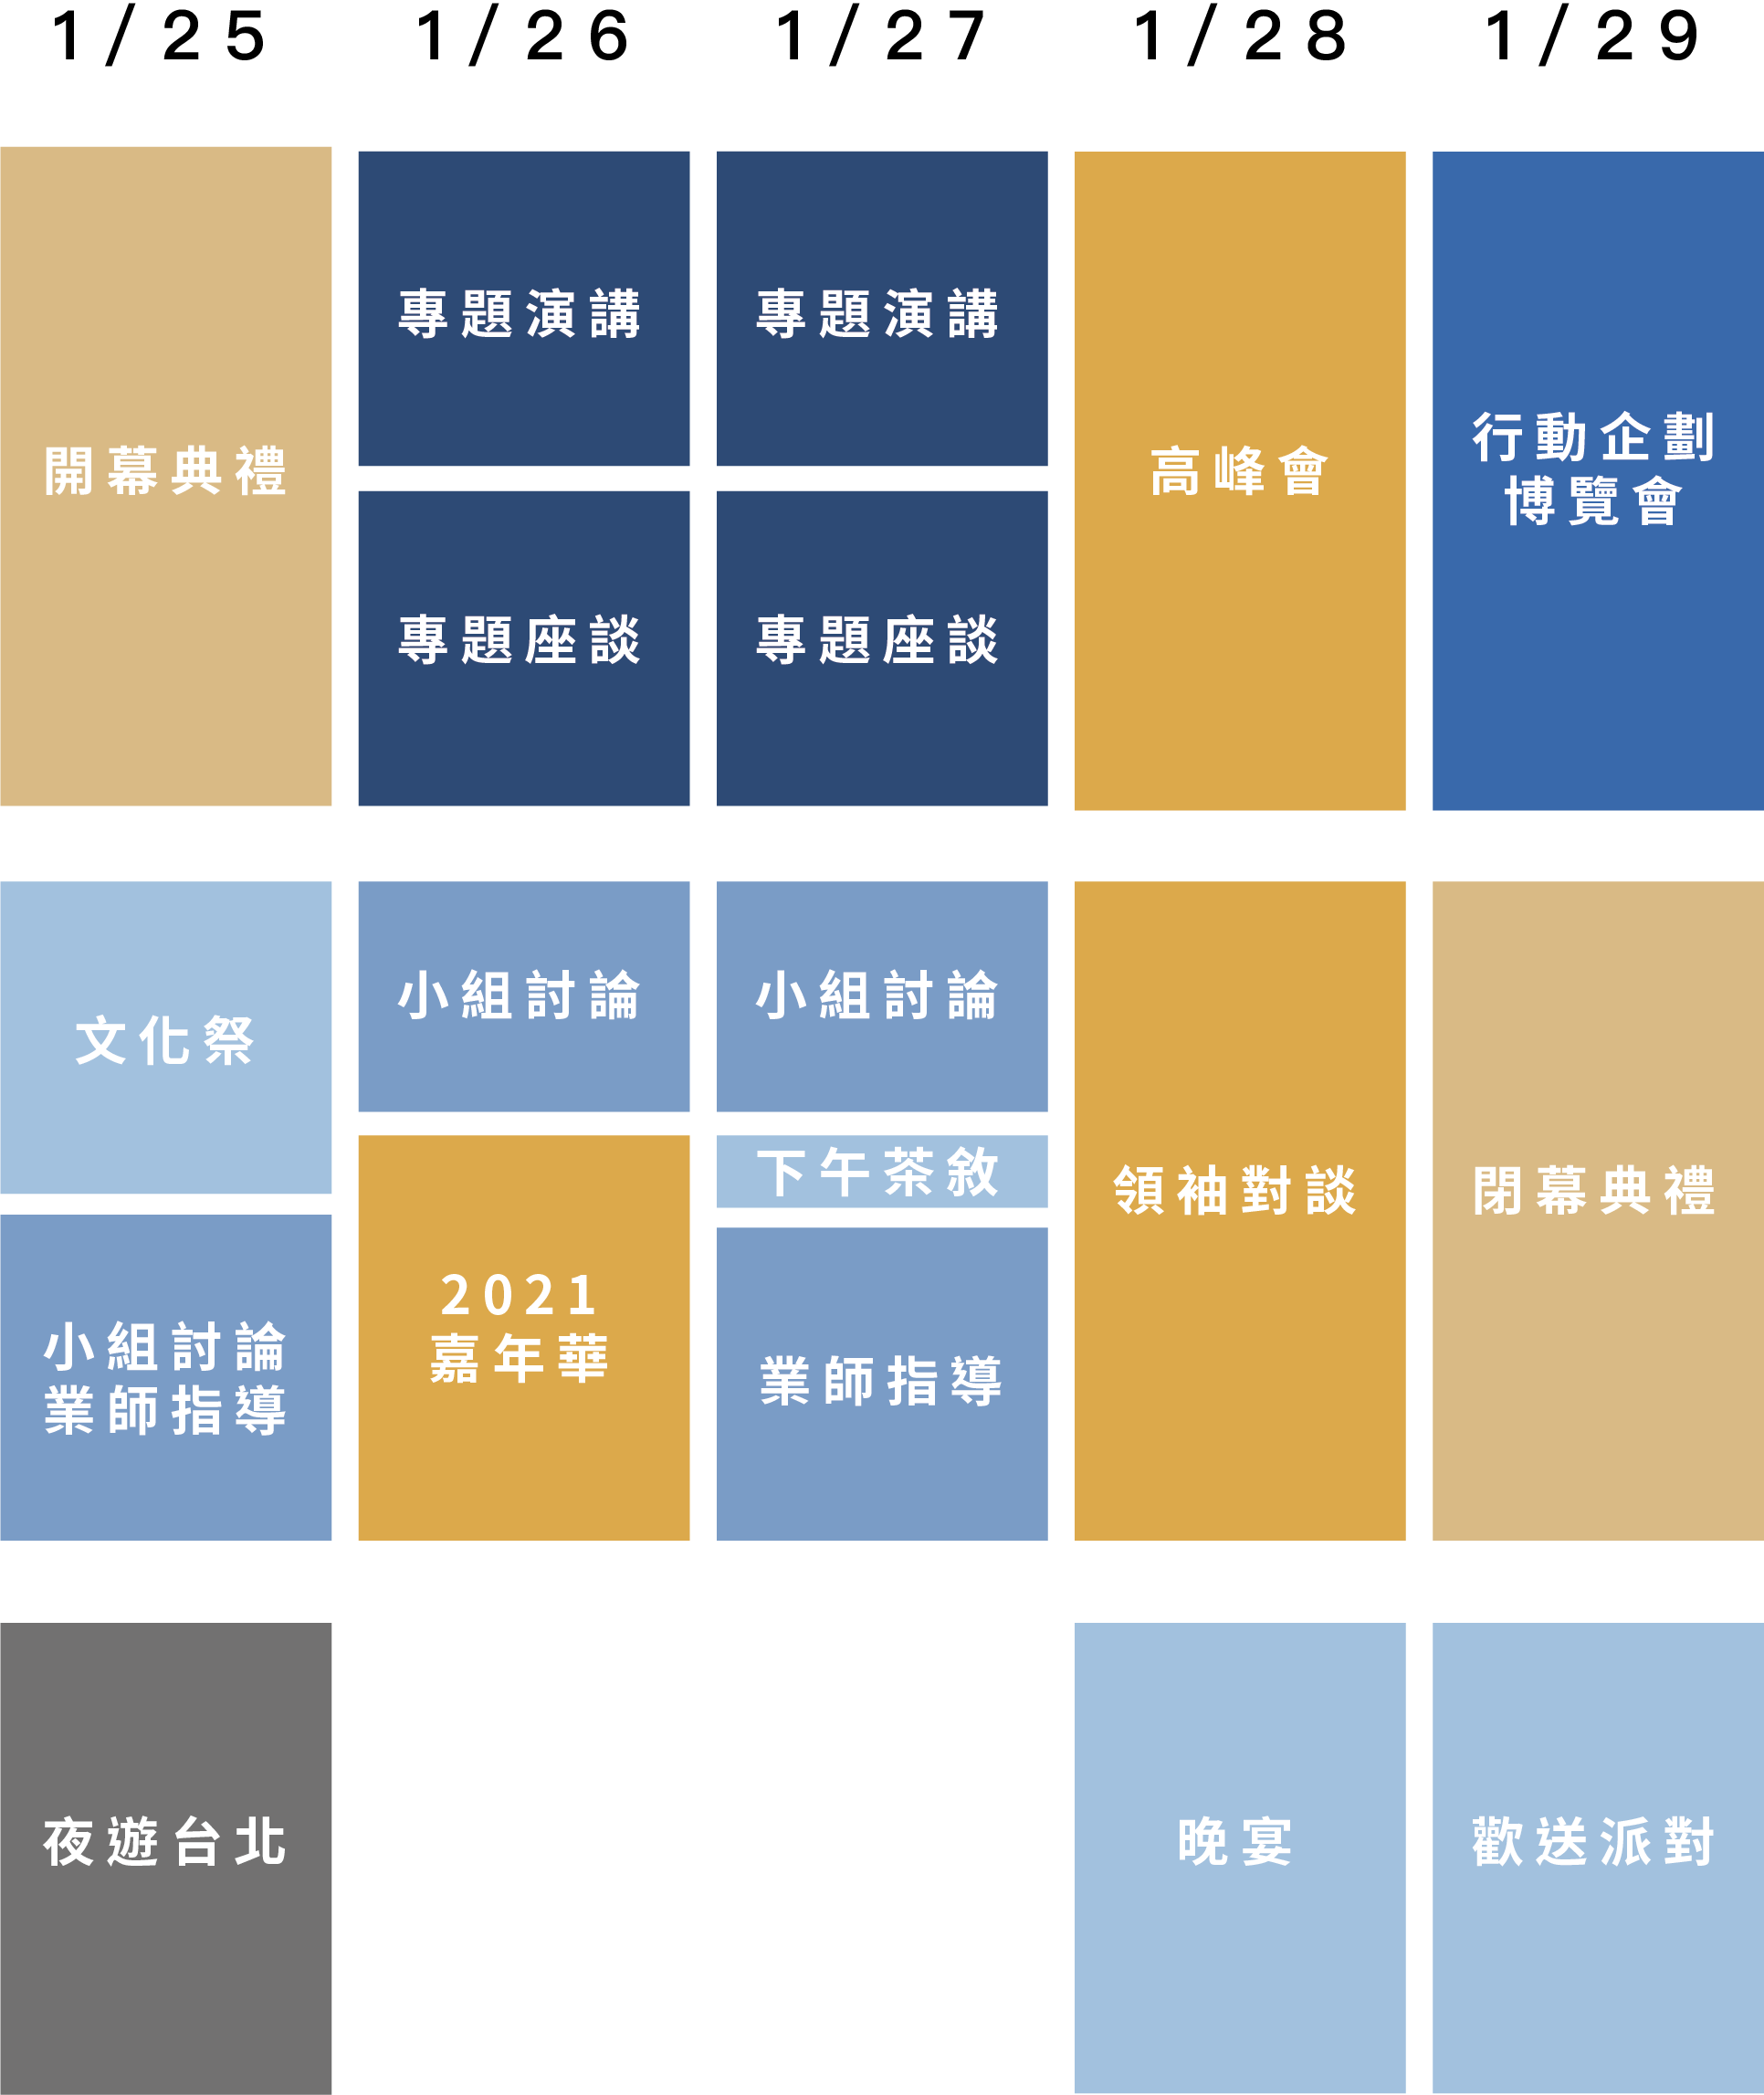 1/25
1/26
1/27
1/28
1/29
開幕典禮
專題演講
專題演講
高峰會
行動企劃
博覽會
專題座談
專題座談
文化祭
小組討論
小組討論
領袖對談
閉幕典禮
下午茶敘
小組討論
業師指導
2021
嘉年華
業師指導
夜遊台北
晚宴
歡送派對